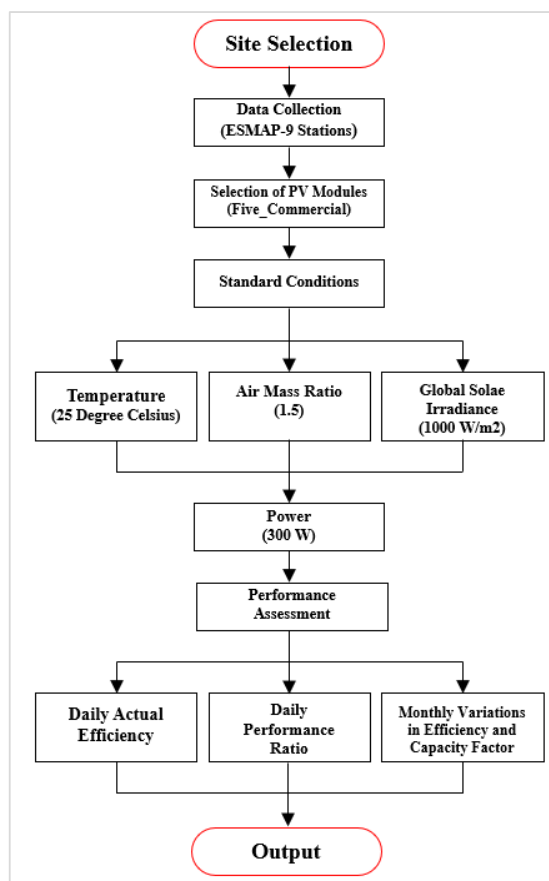 Site Selection
Data Collection
(ESMAP-9 Stations)
Selection of PV Modules
(Five_Commercial)
Standard Conditions
Temperature
(25 Degree Celsius)
Air Mass Ratio
(1.5)
Global Solae
Irradiance
(1000 W/m2)
Power
(300 W)
Performance
Assessment
Daily Actual
Efficiency
Daily
Performance
Ratio
Monthly Variations
in Efficiency and
Capacity Factor
Output